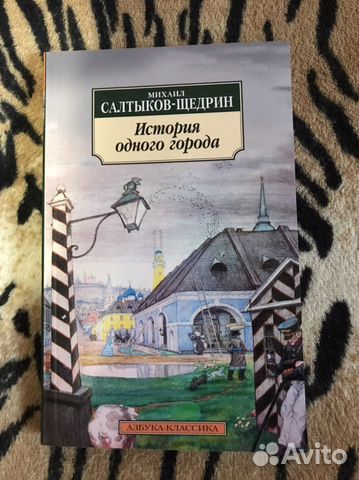 МИХАИЛ
САЛТЫКОВ-ЩЕДРИН
История
одного города
АЗБУКА-КЛАССИКА
Avito